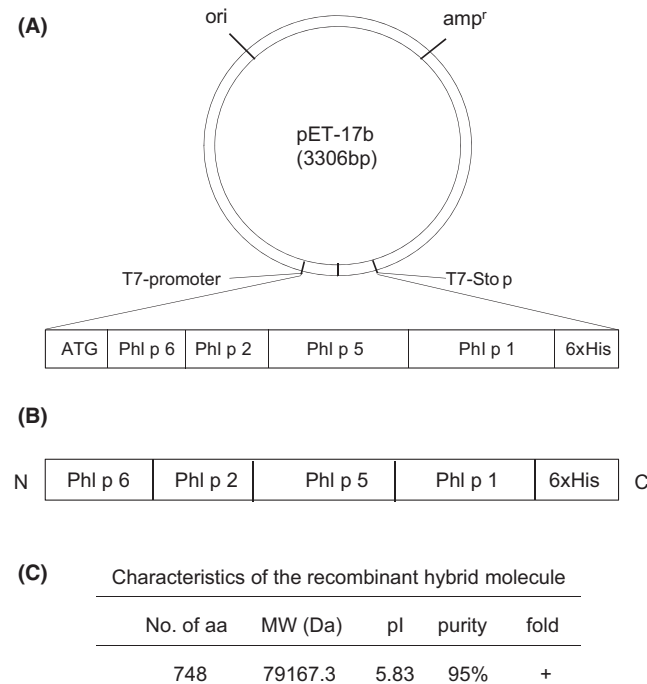 (A)
ori
ampʳ
pET-17b
(3306bp)
T7-promoter
T7-Sto p
ATG Phl p 6 Phl p 2 Phl p 5 Phl p 1 6xHis
(B)
N Phl p 6 Phl p 2 Phl p 5 Phl p 1 6xHis C
(C)
Characteristics of the recombinant hybrid molecule
No. of aa MW (Da) pI purity fold
748 79167.3 5.83 95% +